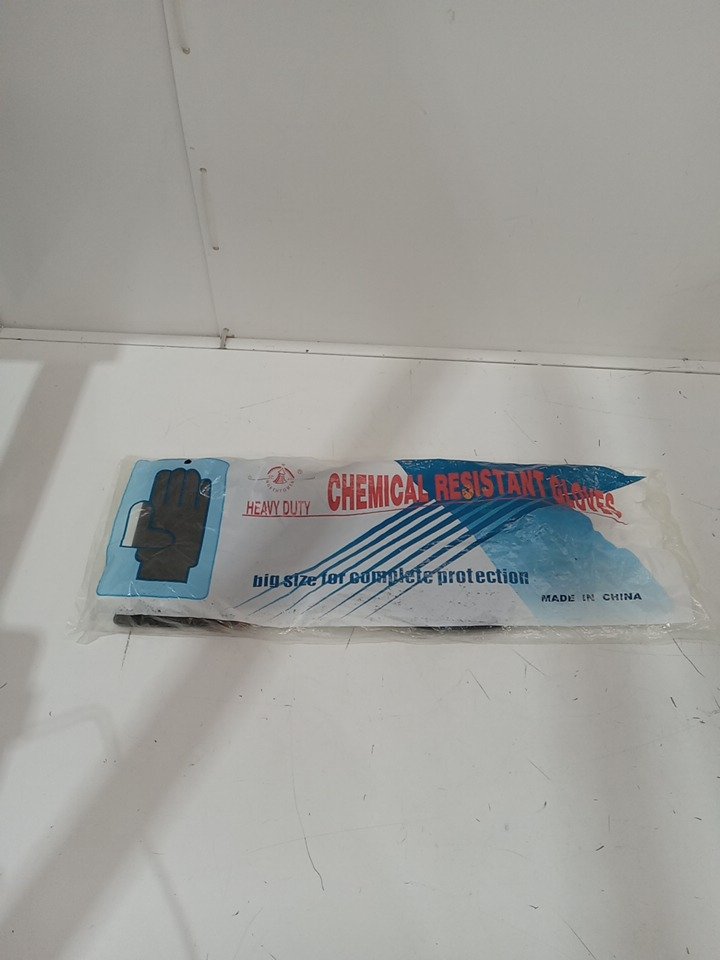 HEAVY DUTY
CHEMICAL RESISTANT GLOVES
big size for complete protection
MADE IN CHINA